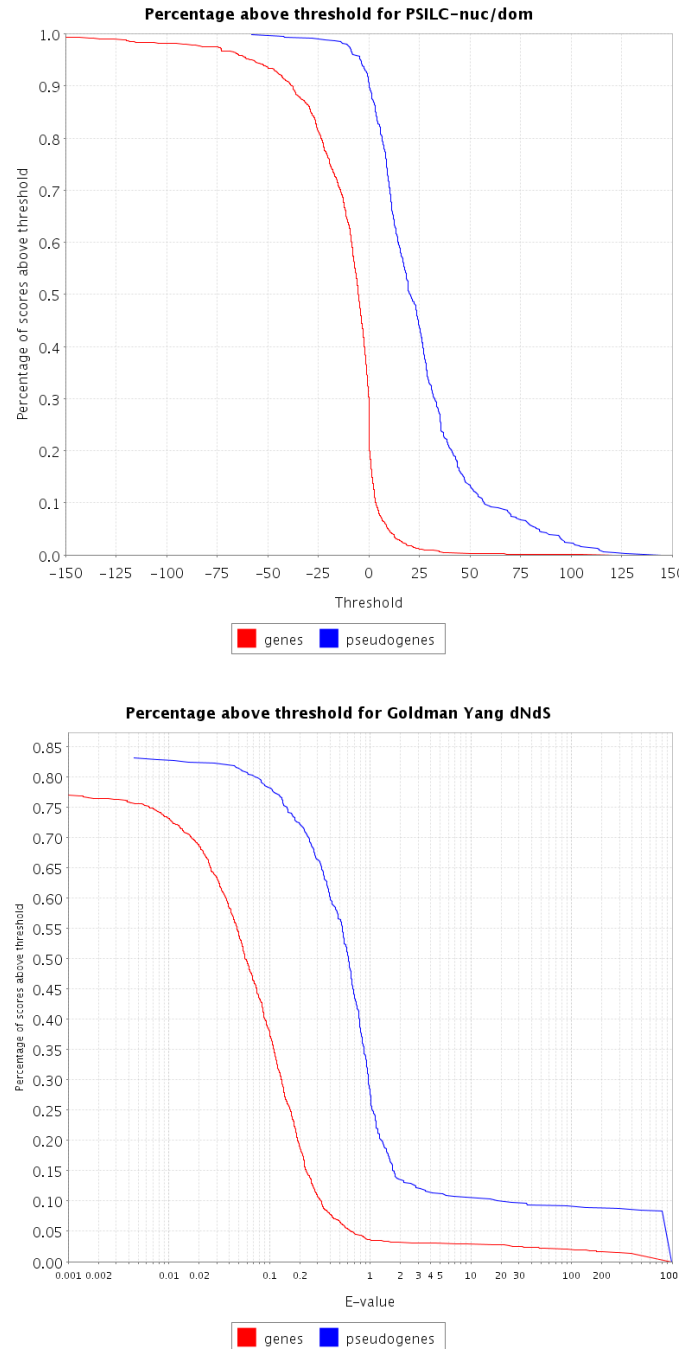 Percentage above threshold for PSILC-nuc/dom
Percentage of scores above threshold
1.0
0.9
0.8
0.7
0.6
0.5
0.4
0.3
0.2
0.1
0.0
-150 -125 -100 -75 -50 -25 0 25 50 75 100 125 150
Threshold
genes pseudogenes
Percentage above threshold for Goldman Yang dNdS
Percentage of scores above threshold
0.85
0.80
0.75
0.70
0.65
0.60
0.55
0.50
0.45
0.40
0.35
0.30
0.25
0.20
0.15
0.10
0.05
0.00
0.001 0.002 0.01 0.02 0.1 0.2 1 2 3 4 5 10 20 30 100 200 100
E-value
genes pseudogenes